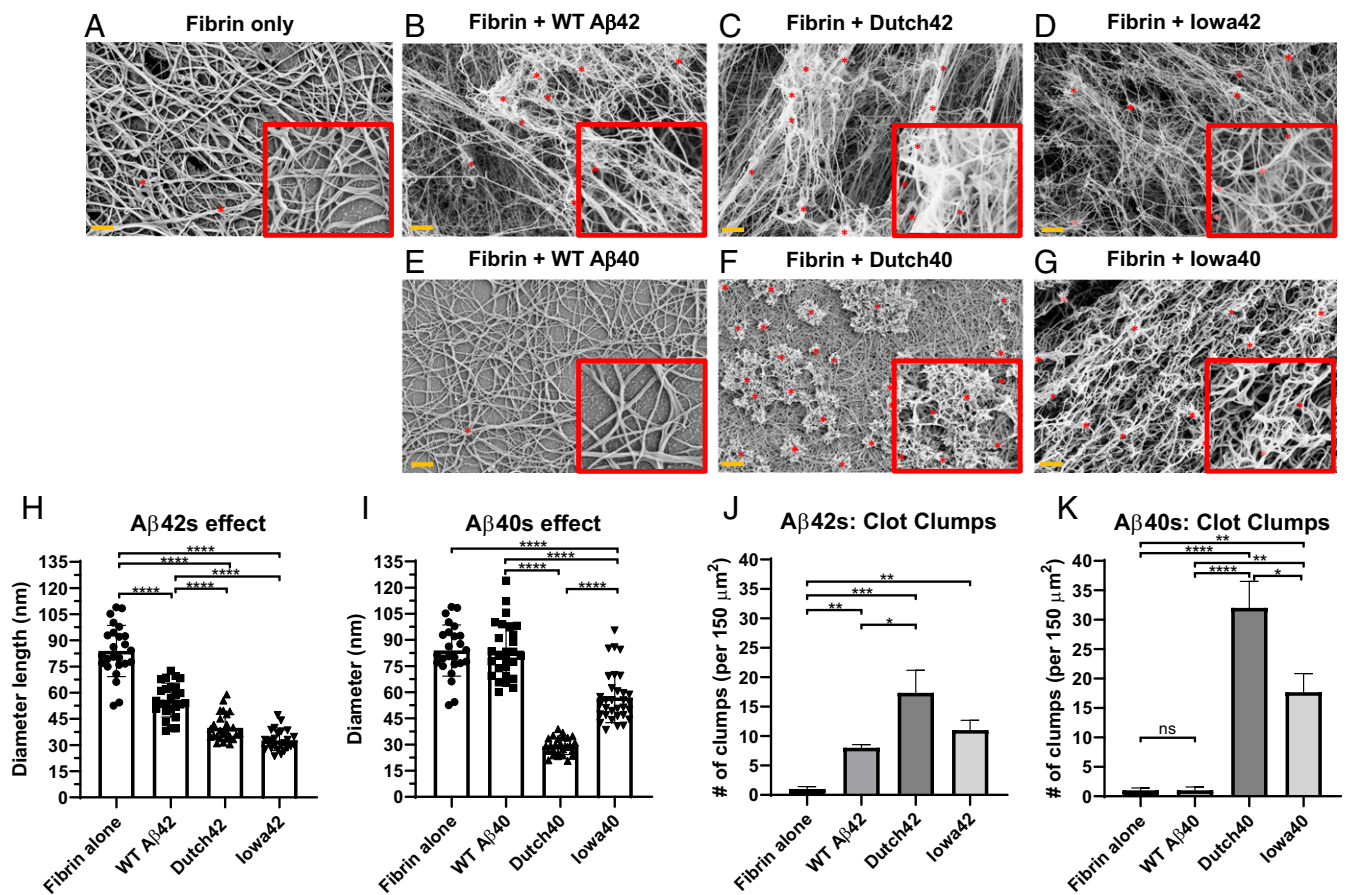 A Fibrin only
B Fibrin + WT Aβ42
C Fibrin + Dutch42
D Fibrin + Iowa42
E Fibrin + WT Aβ40
F Fibrin + Dutch40
G Fibrin + Iowa40
H Aβ42s effect
****
****
****
****
****
Diameter length (nm)
135
120
105
90
75
60
45
30
15
0
Fibrin alone
WT Aβ42
Dutch42
Iowa42
I Aβ40s effect
****
****
****
****
Diameter (nm)
135
120
105
90
75
60
45
30
15
0
Fibrin alone
WT Aβ40
Dutch40
Iowa40
J Aβ42s: Clot Clumps
**
***
**
*
# of clumps (per 150 μm²)
40
35
30
25
20
15
10
5
0
Fibrin alone
WT Aβ42
Dutch42
Iowa42
K Aβ40s: Clot Clumps
**
****
**
****
*
ns
# of clumps (per 150 μm²)
40
35
30
25
20
15
10
5
0
Fibrin alone
WT Aβ40
Dutch40
Iowa40